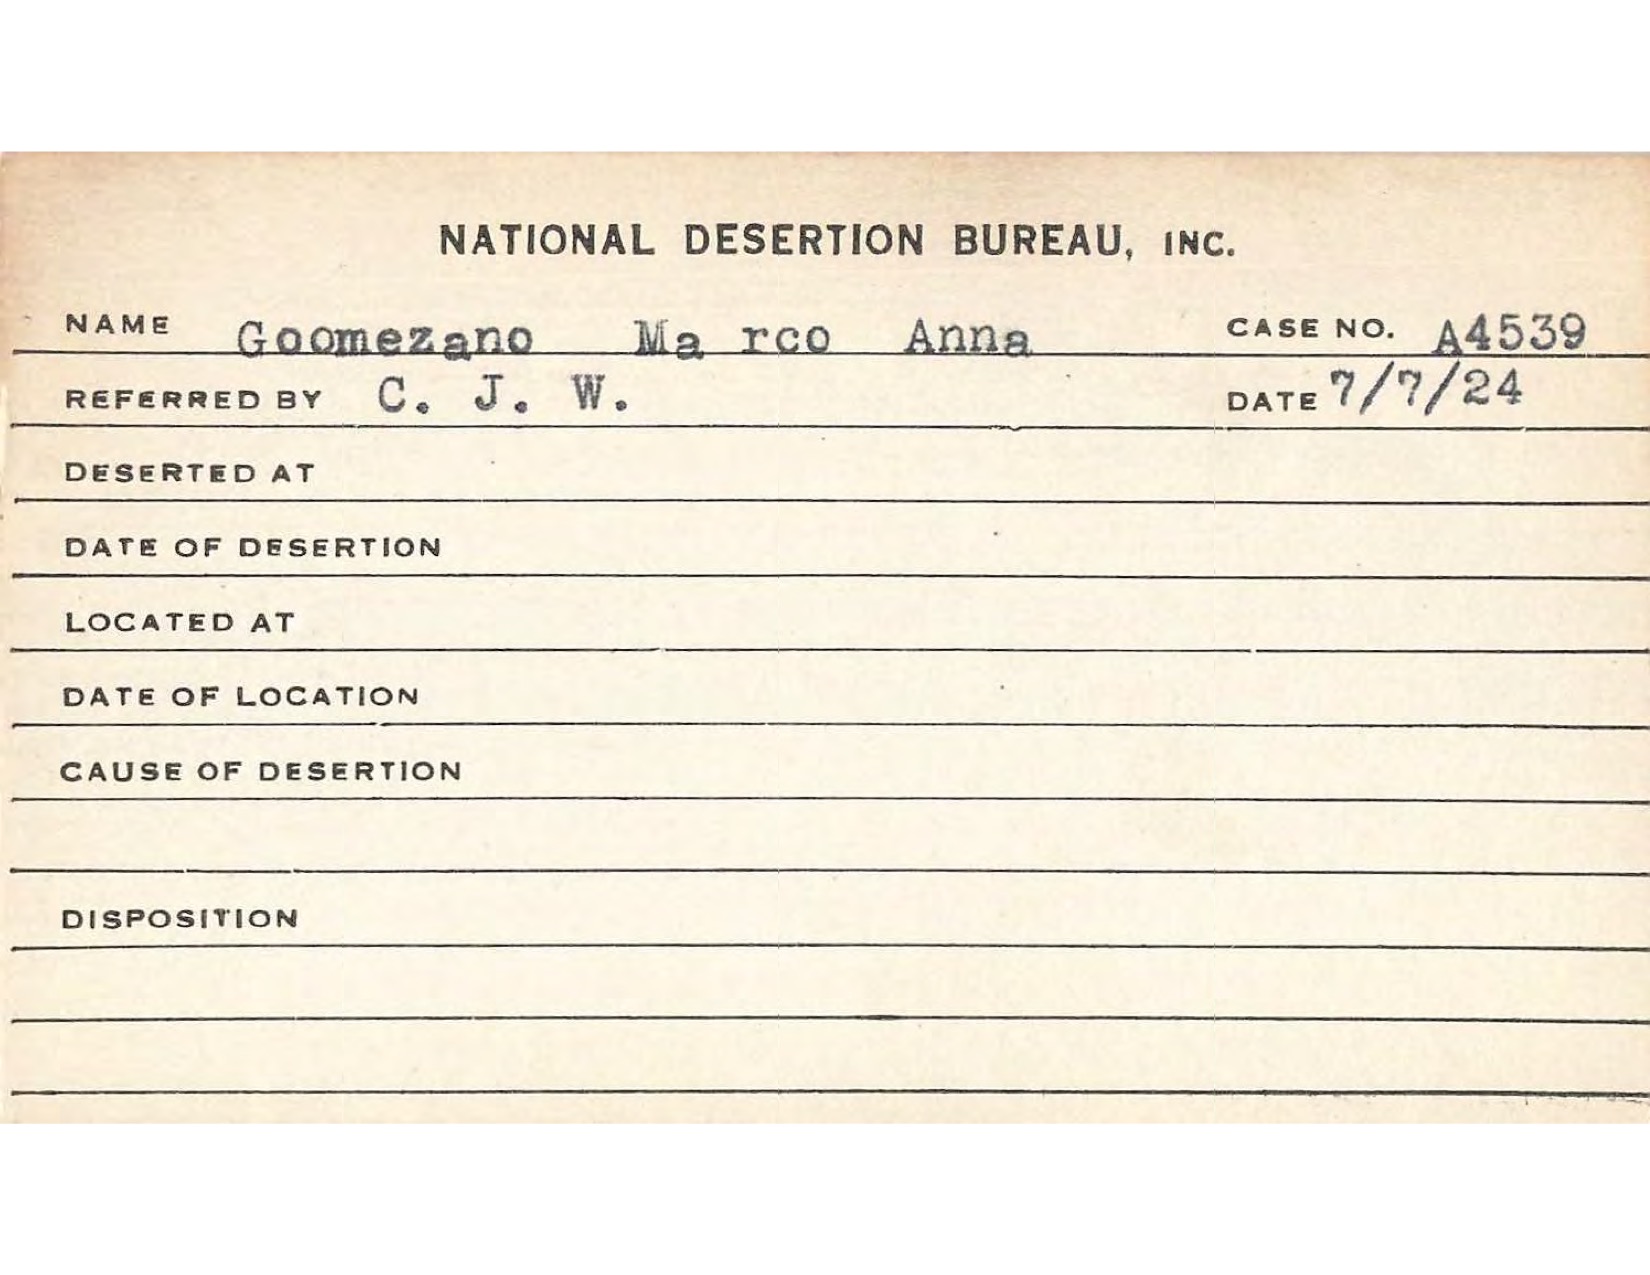 NATIONAL DESERTION BUREAU, INC.
NAME Goomezano Ma rco Anna CASE NO. A4539
REFERRED BY C. J. W. DATE 7/7/24
DESERTED AT
DATE OF DESERTION
LOCATED AT
DATE OF LOCATION
CAUSE OF DESERTION
DISPOSITION